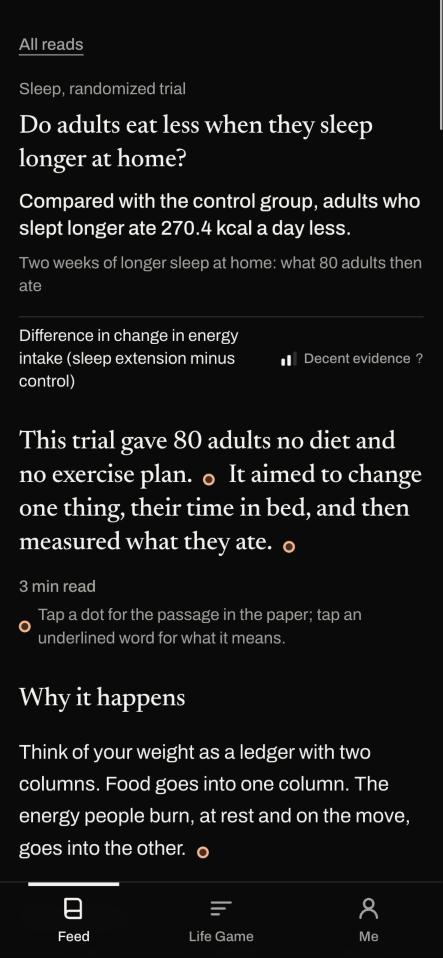 All reads
Sleep, randomized trial
Do adults eat less when they sleep
longer at home?
Compared with the control group, adults who
slept longer ate 270.4 kcal a day less.
Two weeks of longer sleep at home: what 80 adults then
ate
Difference in change in energy
intake (sleep extension minus
control)
Decent evidence ?
This trial gave 80 adults no diet and
no exercise plan. It aimed to change
one thing, their time in bed, and then
measured what they ate.
3 min read
Tap a dot for the passage in the paper; tap an
underlined word for what it means.
Why it happens
Think of your weight as a ledger with two
columns. Food goes into one column. The
energy people burn, at rest and on the move,
goes into the other.
Feed
Life Game
Me